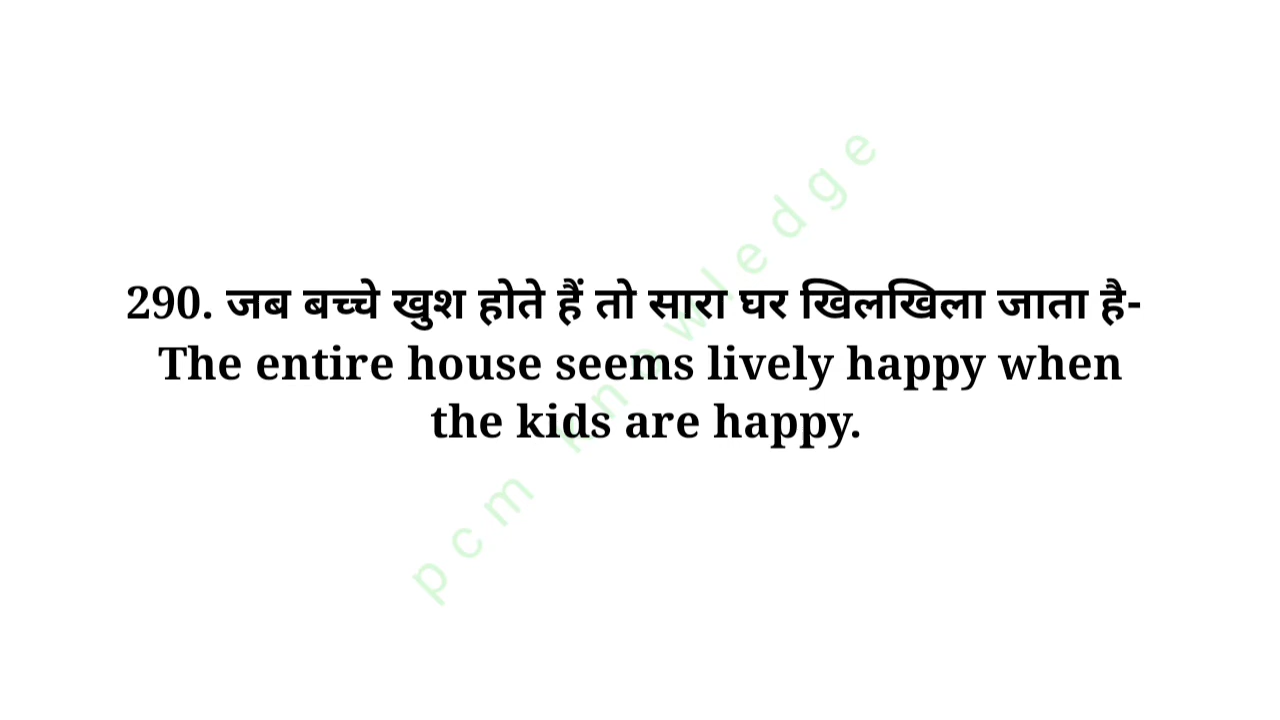 290. जब बच्चे खुश होते हैं तो सारा घर खिलखिला जाता है-
The entire house seems lively happy when
the kids are happy.
pcm knowledge